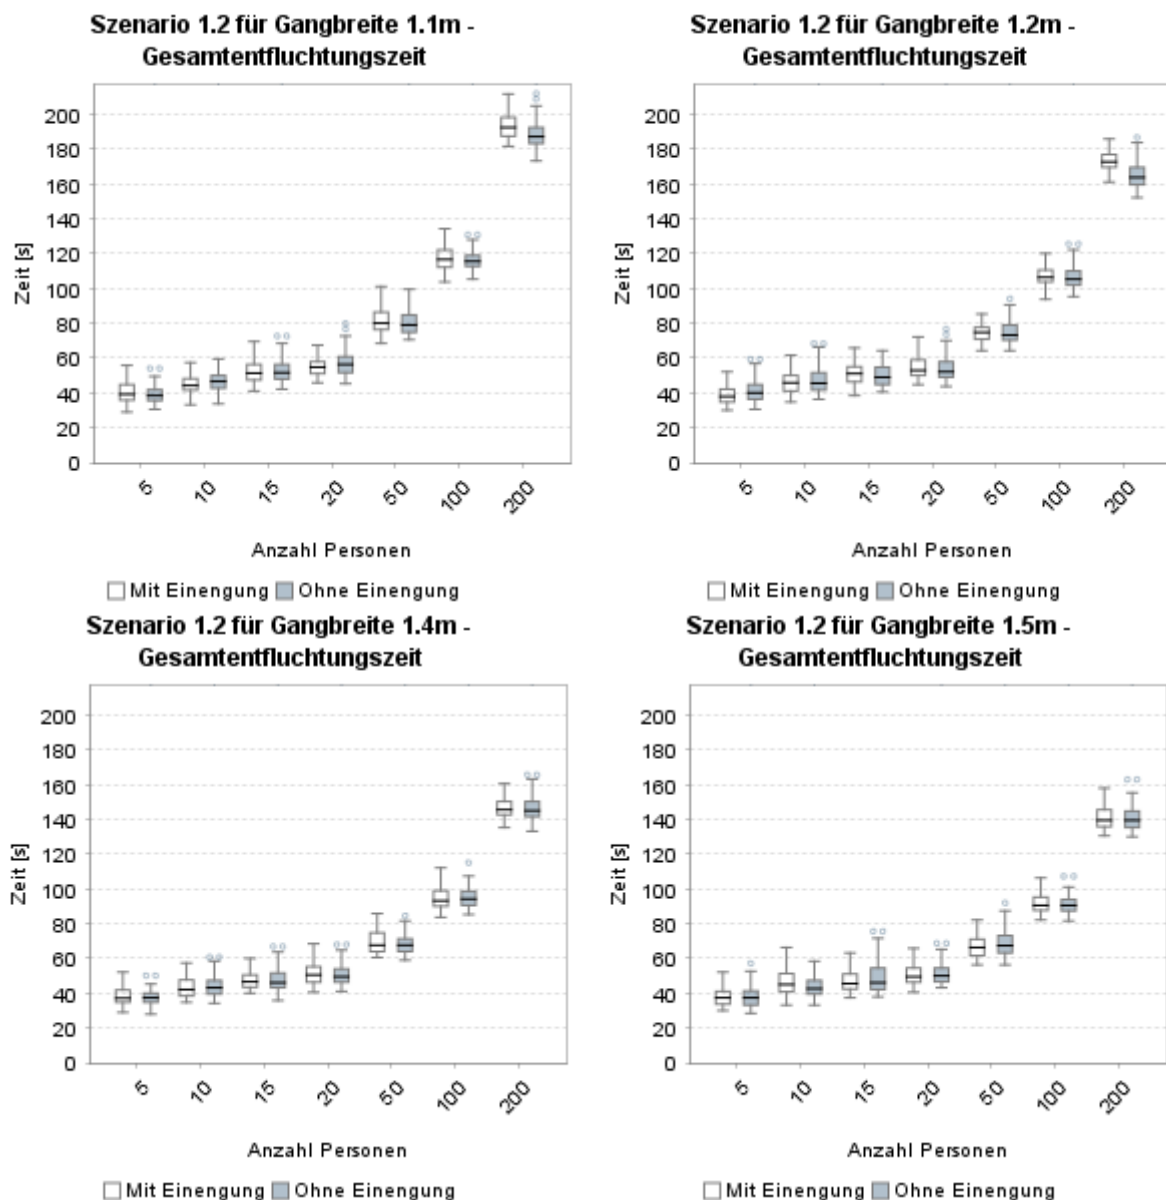 Szenario 1.2 für Gangbreite 1.1m -
Gesamtentfluchtungszeit
200
180
160
140
120
100
80
60
40
20
0
Zeit [s]
5 10 15 20 50 100 200
Anzahl Personen
Mit Einengung Ohne Einengung
Szenario 1.2 für Gangbreite 1.2m -
Gesamtentfluchtungszeit
200
180
160
140
120
100
80
60
40
20
0
Zeit [s]
5 10 15 20 50 100 200
Anzahl Personen
Mit Einengung Ohne Einengung
Szenario 1.2 für Gangbreite 1.4m -
Gesamtentfluchtungszeit
200
180
160
140
120
100
80
60
40
20
0
Zeit [s]
5 10 15 20 50 100 200
Anzahl Personen
Mit Einengung Ohne Einengung
Szenario 1.2 für Gangbreite 1.5m -
Gesamtentfluchtungszeit
200
180
160
140
120
100
80
60
40
20
0
Zeit [s]
5 10 15 20 50 100 200
Anzahl Personen
Mit Einengung Ohne Einengung